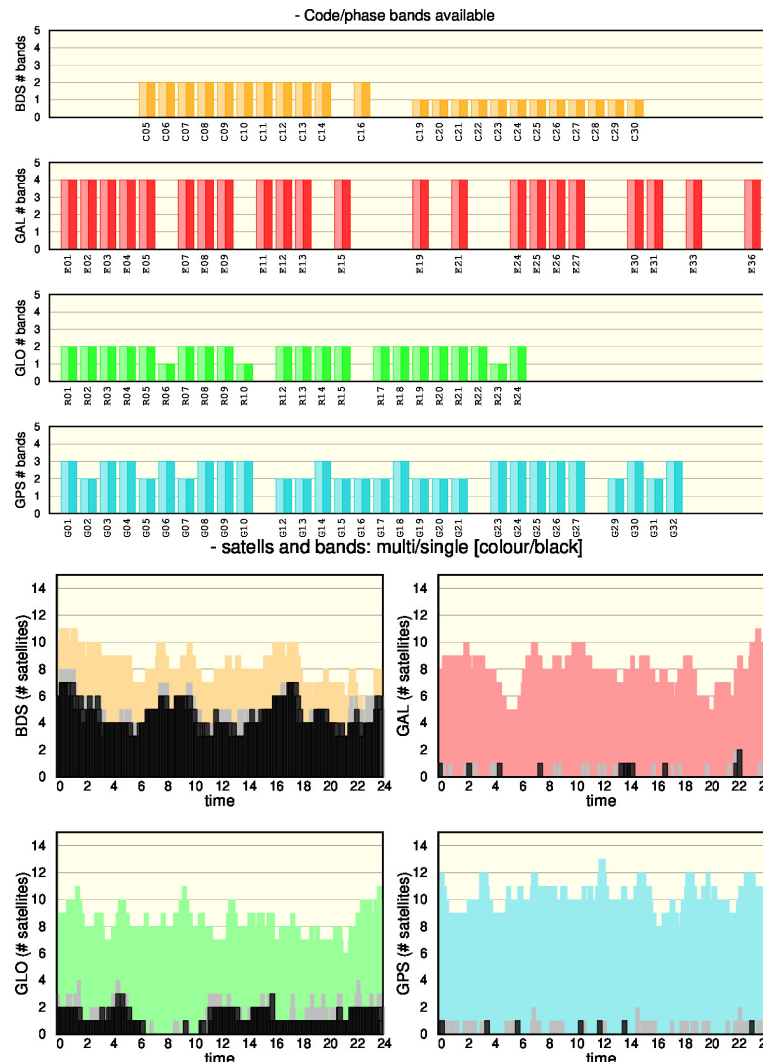 - Code/phase bands available
BDS # bands
5
4
3
2
1
0
C05 C06 C07 C08 C09 C10 C11 C12 C13 C14 C16 C19 C20 C21 C22 C23 C24 C25 C26 C27 C28 C29 C30
GAL # bands
5
4
3
2
1
0
E01 E02 E03 E04 E05 E07 E08 E09 E11 E12 E13 E15 E19 E21 E24 E25 E26 E27 E30 E31 E33 E36
GLO # bands
5
4
3
2
1
0
R01 R02 R03 R04 R05 R06 R07 R08 R09 R10 R12 R13 R14 R15 R17 R18 R19 R20 R21 R22 R23 R24
GPS # bands
5
4
3
2
1
0
G01 G02 G03 G04 G05 G06 G07 G08 G09 G10 G12 G13 G14 G15 G16 G17 G18 G19 G20 G21 G23 G24 G25 G26 G27 G29 G30 G31 G32
- satells and bands: multi/single [colour/black]
BDS (# satellites)
14
12
10
8
6
4
2
0
0 2 4 6 8 10 12 14 16 18 20 22 24
time
GAL (# satellites)
14
12
10
8
6
4
2
0
0 2 4 6 8 10 12 14 16 18 20 22 24
time
GLO (# satellites)
14
12
10
8
6
4
2
0
0 2 4 6 8 10 12 14 16 18 20 22 24
time
GPS (# satellites)
14
12
10
8
6
4
2
0
0 2 4 6 8 10 12 14 16 18 20 22 24
time